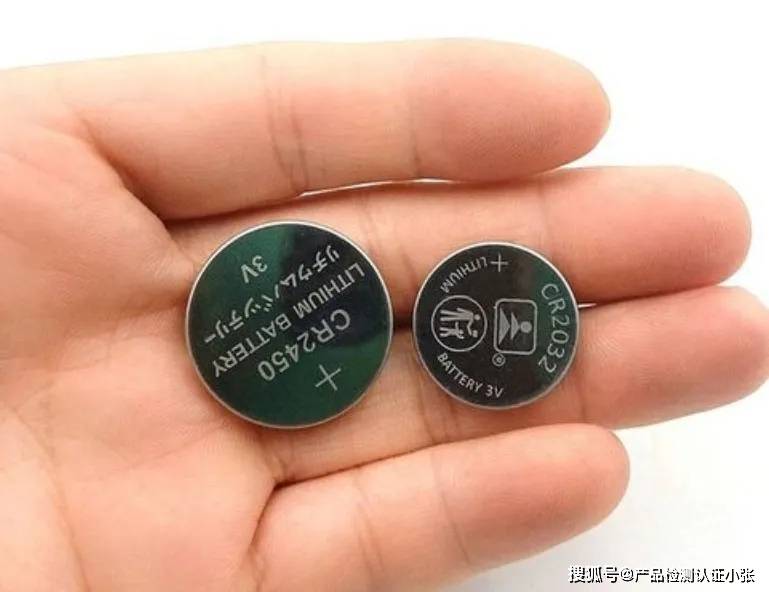 +
CR2450
LITHIUM BATTERY
リチウムバッテリー
3V
+
LITHIUM
CR2032
®
BATTERY 3V
搜狐号@产品检测认证小张